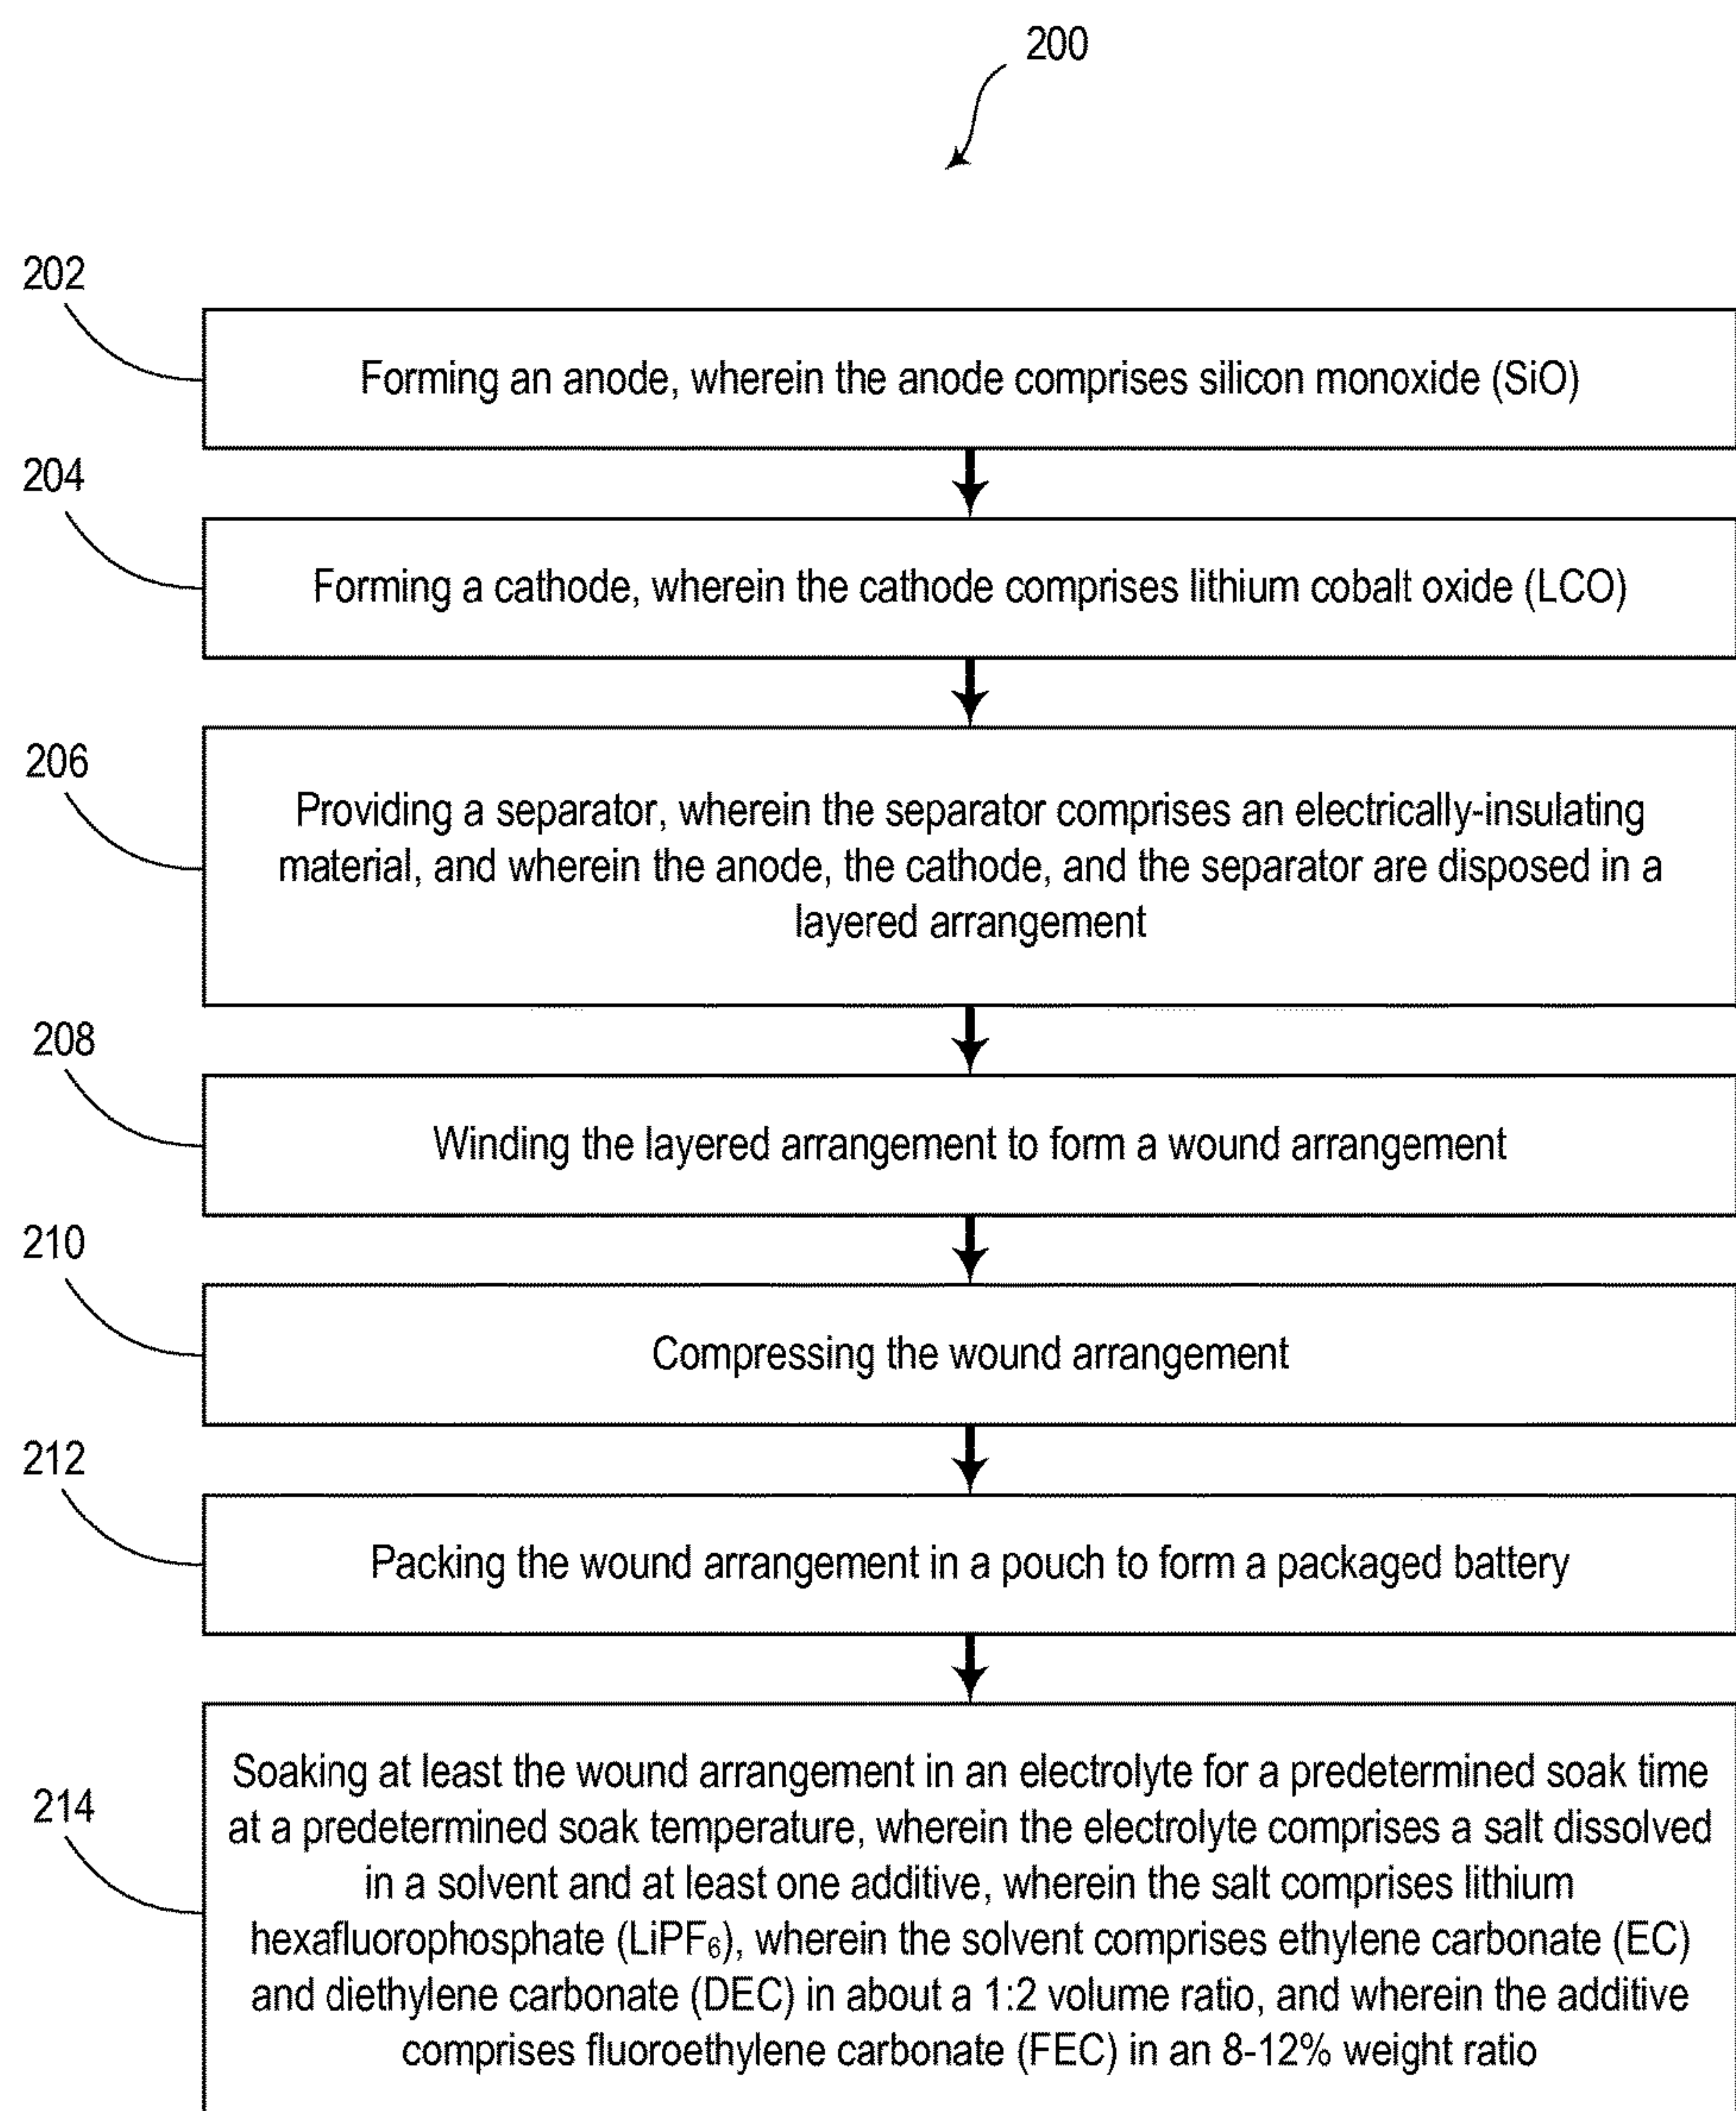 200
202
Forming an anode, wherein the anode comprises silicon monoxide (SiO)
204
Forming a cathode, wherein the cathode comprises lithium cobalt oxide (LCO)
206
Providing a separator, wherein the separator comprises an electrically-insulating
material, and wherein the anode, the cathode, and the separator are disposed in a
layered arrangement
208
Winding the layered arrangement to form a wound arrangement
210
Compressing the wound arrangement
212
Packing the wound arrangement in a pouch to form a packaged battery
214
Soaking at least the wound arrangement in an electrolyte for a predetermined soak time
at a predetermined soak temperature, wherein the electrolyte comprises a salt dissolved
in a solvent and at least one additive, wherein the salt comprises lithium
hexafluorophosphate (LiPF₆), wherein the solvent comprises ethylene carbonate (EC)
and diethylene carbonate (DEC) in about a 1:2 volume ratio, and wherein the additive
comprises fluoroethylene carbonate (FEC) in an 8-12% weight ratio